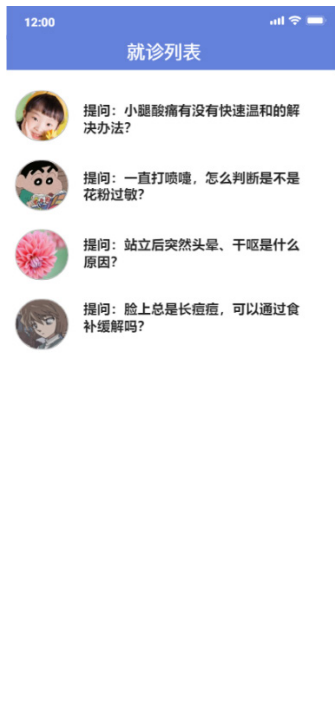 12:00
就诊列表
提问：小腿酸痛有没有快速温和的解
决办法？
提问：一直打喷嚏，怎么判断是不是
花粉过敏？
提问：站立后突然头晕、干呕是什么
原因？
提问：脸上总是长痘痘，可以通过食
补缓解吗？